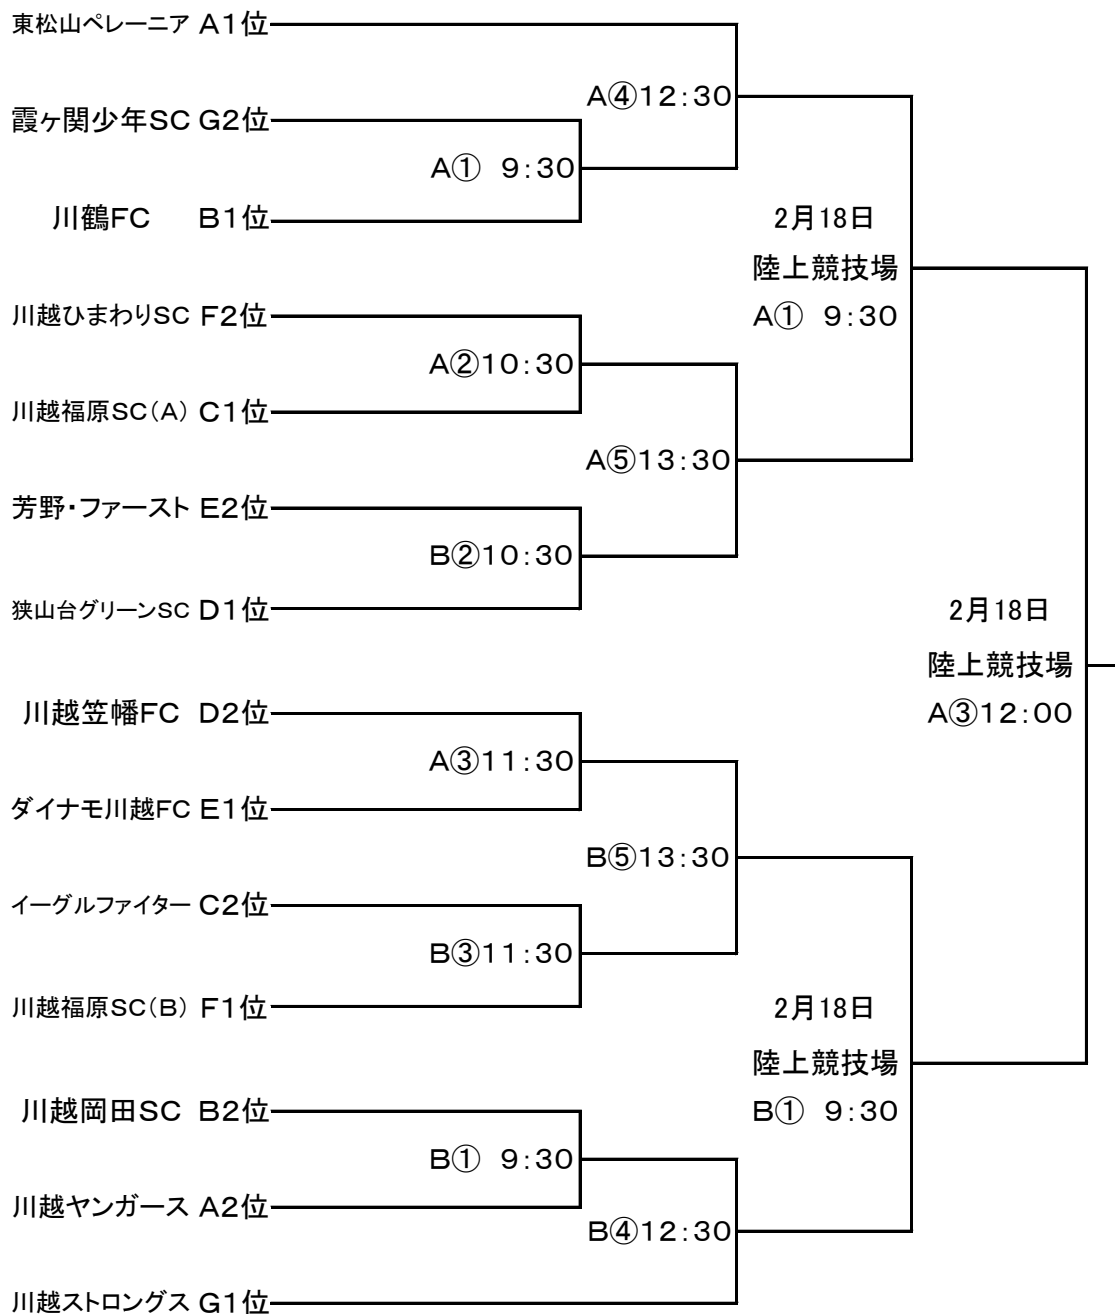 東松山ペレーニア A1位
A④12:30
霞ヶ関少年SC G2位
A① 9:30
川鶴FC B1位
2月18日
陸上競技場
A① 9:30
川越ひまわりSC F2位
A②10:30
川越福原SC(A) C1位
A⑤13:30
芳野・ファースト E2位
B②10:30
狭山台グリーンSC D1位
2月18日
陸上競技場
A③12:00
川越笠幡FC D2位
A③11:30
ダイナモ川越FC E1位
B⑤13:30
イーグルファイター C2位
B③11:30
川越福原SC(B) F1位
2月18日
陸上競技場
B① 9:30
川越岡田SC B2位
B① 9:30
川越ヤンガース A2位
B④12:30
川越ストロングス G1位